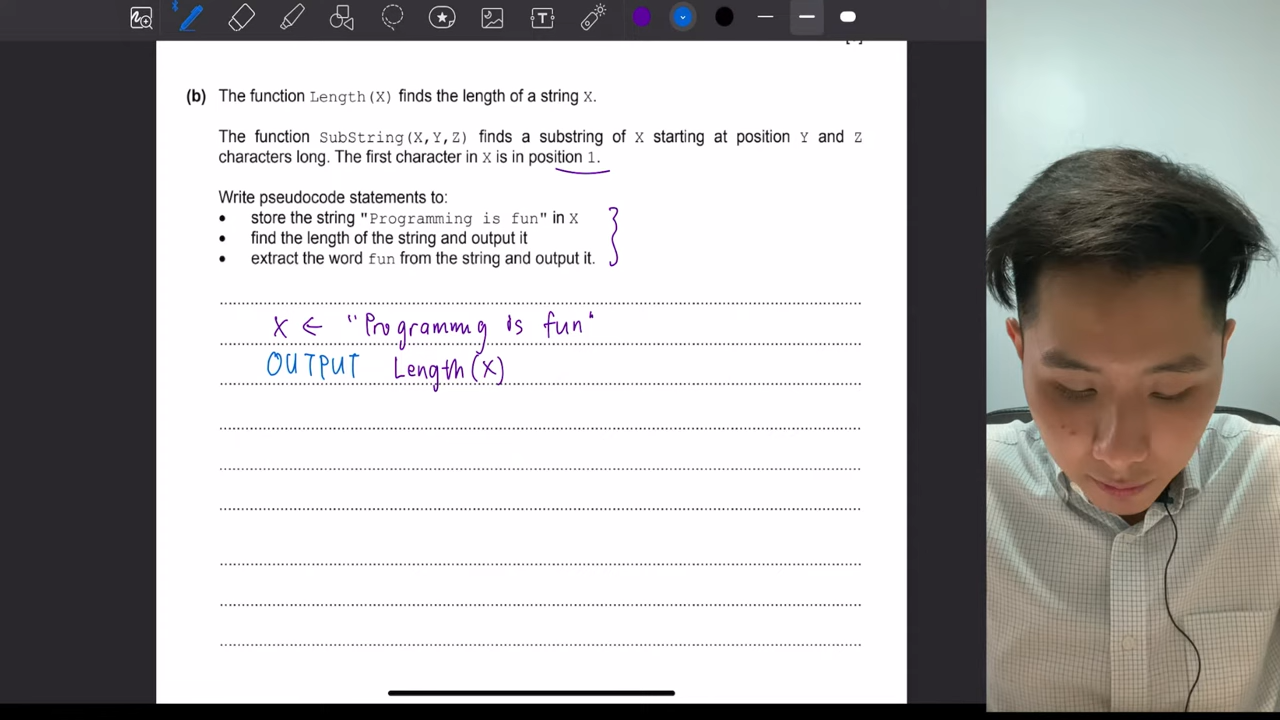 (b) The function Length(X) finds the length of a string X.
The function SubString(X,Y,Z) finds a substring of X starting at position Y and Z
characters long. The first character in X is in position 1.
Write pseudocode statements to:
• store the string "Programming is fun" in X
• find the length of the string and output it
• extract the word fun from the string and output it.
X ← "Programmg is fun"
OUTPUT Length(X)